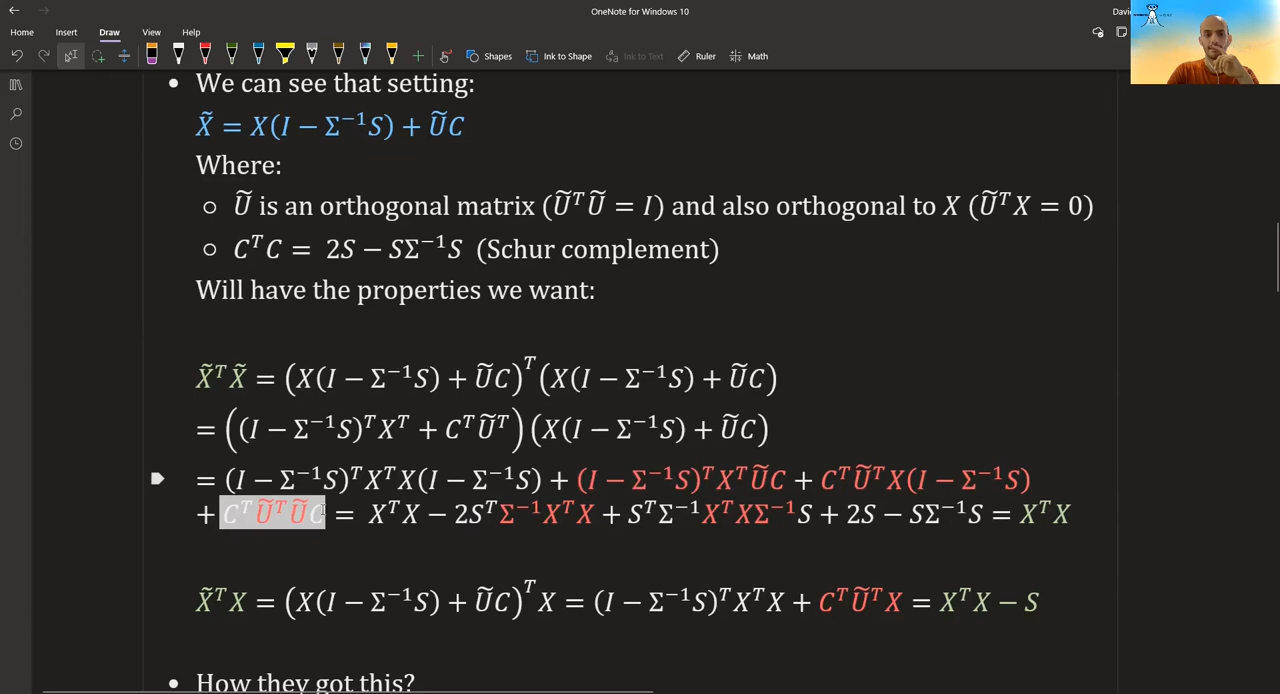 OneNote for Windows 10
Home Insert Draw View Help
Shapes Ink to Shape Ink to Text Ruler Math
• We can see that setting:
X̃ = X(I − Σ⁻¹S) + ŨC
Where:
○ Ũ is an orthogonal matrix (ŨᵀŨ = I) and also orthogonal to X (ŨᵀX = 0)
○ CᵀC = 2S − SΣ⁻¹S (Schur complement)
Will have the properties we want:
X̃ᵀX̃ = (X(I − Σ⁻¹S) + ŨC)ᵀ(X(I − Σ⁻¹S) + ŨC)
= ((I − Σ⁻¹S)ᵀXᵀ + CᵀŨᵀ)(X(I − Σ⁻¹S) + ŨC)
= (I − Σ⁻¹S)ᵀXᵀX(I − Σ⁻¹S) + (I − Σ⁻¹S)ᵀXᵀŨC + CᵀŨᵀX(I − Σ⁻¹S)
+ CᵀŨᵀŨC = XᵀX − 2SᵀΣ⁻¹XᵀX + SᵀΣ⁻¹XᵀXΣ⁻¹S + 2S − SΣ⁻¹S = XᵀX
X̃ᵀX = (X(I − Σ⁻¹S) + ŨC)ᵀX = (I − Σ⁻¹S)ᵀXᵀX + CᵀŨᵀX = XᵀX − S
• How they got this?